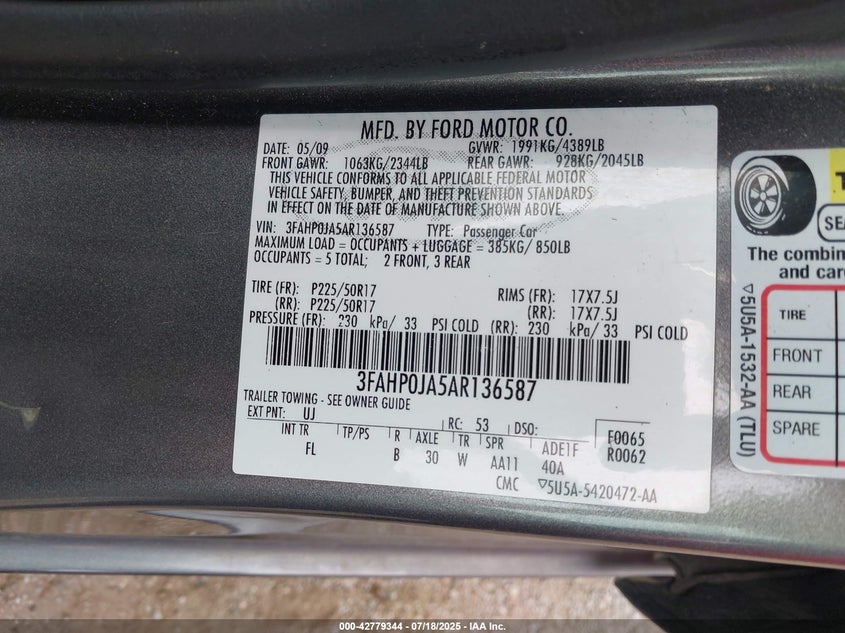 MFD. BY FORD MOTOR CO.
DATE: 05/09 GVWR: 1991KG/4389LB
FRONT GAWR: 1063KG/2344LB REAR GAWR: 928KG/2045LB
THIS VEHICLE CONFORMS TO ALL APPLICABLE FEDERAL MOTOR
VEHICLE SAFETY, BUMPER, AND THEFT PREVENTION STANDARDS
IN EFFECT ON THE DATE OF MANUFACTURE SHOWN ABOVE.
VIN: 3FAHP0JA5AR136587 TYPE: Passenger Car
MAXIMUM LOAD = OCCUPANTS + LUGGAGE = 385KG/ 850LB
OCCUPANTS = 5 TOTAL; 2 FRONT, 3 REAR
TIRE (FR): P225/50R17 RIMS (FR): 17X7.5J
(RR): P225/50R17 (RR): 17X7.5J
PRESSURE (FR): 230 kPa/ 33 PSI COLD (RR): 230 kPa/ 33 PSI COLD
3FAHP0JA5AR136587
TRAILER TOWING - SEE OWNER GUIDE
EXT PNT: UJ RC: 53 DSO:
INT TR TP/PS R AXLE TR SPR ADE1F F0065
FL B 30 W AA11 40A R0062
CMC ▽5U5A-5420472-AA
The combin
and car
TIRE
FRONT
REAR
SPARE
▽5U5A-1532-AA (TLU)
000-42779344 / 07/18/2025 - IAA Inc.